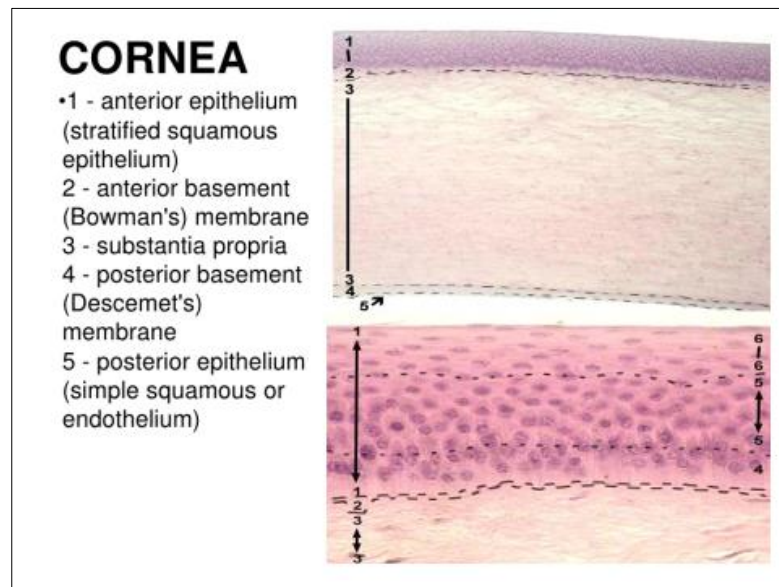 CORNEA
•1 - anterior epithelium
(stratified squamous
epithelium)
2 - anterior basement
(Bowman's) membrane
3 - substantia propria
4 - posterior basement
(Descemet's)
membrane
5 - posterior epithelium
(simple squamous or
endothelium)
1
2
3
3
4
5
1
6
6
5
5
4
1
2
3
3